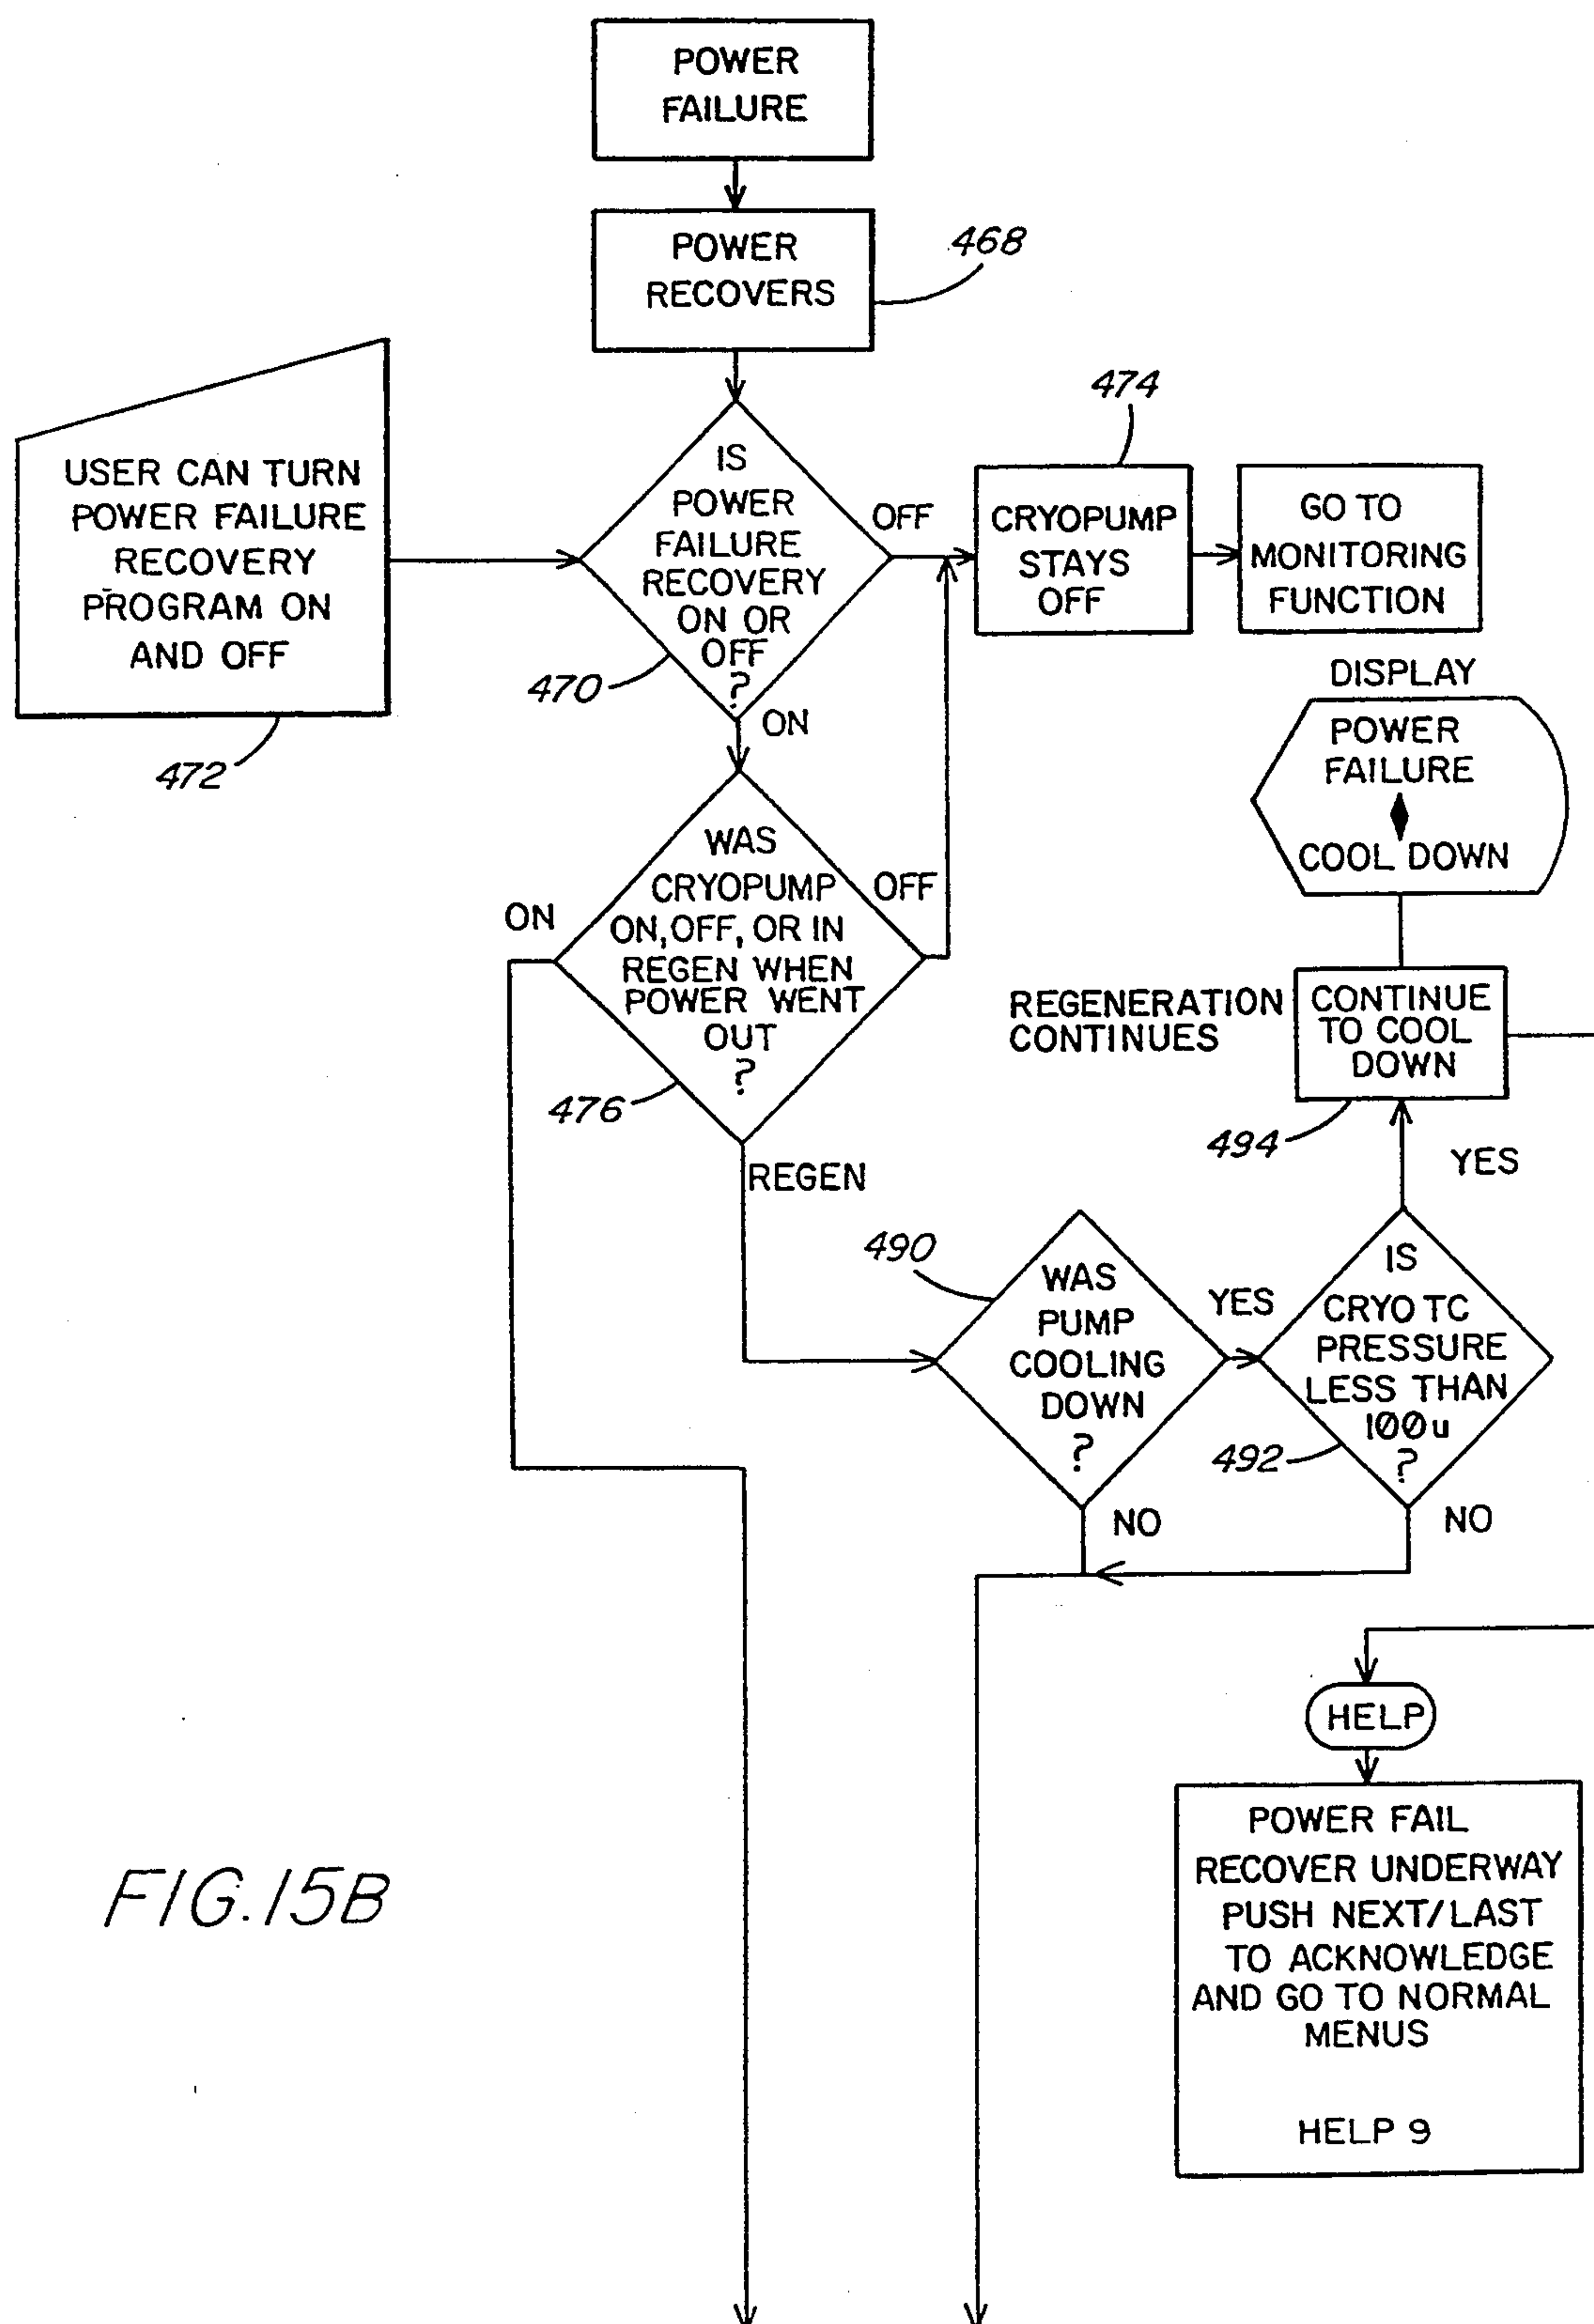 POWER
FAILURE
POWER
RECOVERS
468
USER CAN TURN
POWER FAILURE
RECOVERY
PROGRAM ON
AND OFF
472
IS
POWER
FAILURE
RECOVERY
ON OR
OFF
?
470
OFF
ON
474
CRYOPUMP
STAYS
OFF
GO TO
MONITORING
FUNCTION
DISPLAY
POWER
FAILURE
COOL DOWN
WAS
CRYOPUMP
ON, OFF, OR IN
REGEN WHEN
POWER WENT
OUT
?
476
ON
OFF
REGEN
REGENERATION
CONTINUES
CONTINUE
TO COOL
DOWN
494
YES
490
WAS
PUMP
COOLING
DOWN
?
YES
NO
IS
CRYO TC
PRESSURE
LESS THAN
100u
?
492
NO
HELP
POWER FAIL
RECOVER UNDERWAY
PUSH NEXT/LAST
TO ACKNOWLEDGE
AND GO TO NORMAL
MENUS
HELP 9
FIG. 15B